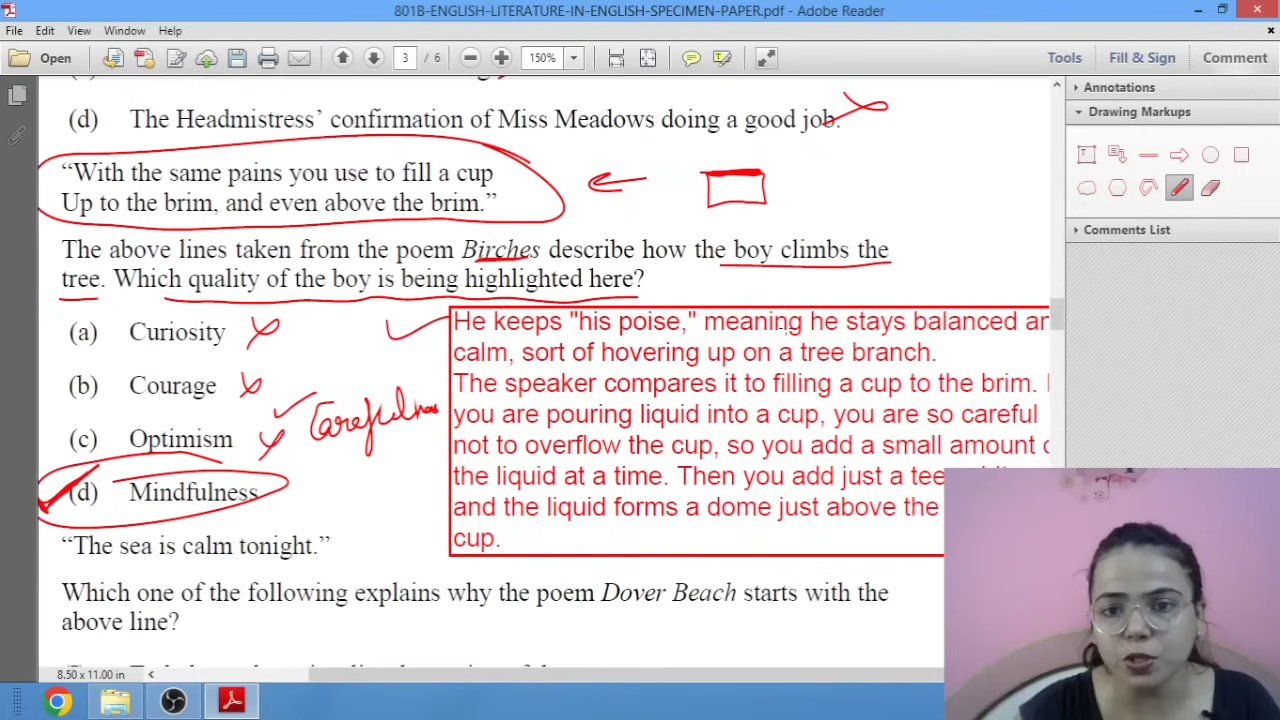 801B-ENGLISH-LITERATURE-IN-ENGLISH-SPECIMEN-PAPER.pdf - Adobe Reader
File Edit View Window Help
Open 3 / 6 150% Tools Fill & Sign Comment
Annotations
Drawing Markups
Comments List
(d) The Headmistress’ confirmation of Miss Meadows doing a good job.
“With the same pains you use to fill a cup
Up to the brim, and even above the brim.”
The above lines taken from the poem Birches describe how the boy climbs the
tree. Which quality of the boy is being highlighted here?
(a) Curiosity
(b) Courage
(c) Optimism
(d) Mindfulness
Carefulness
He keeps "his poise," meaning he stays balanced
calm, sort of hovering up on a tree branch.
The speaker compares it to filling a cup to the brim.
you are pouring liquid into a cup, you are so careful
not to overflow the cup, so you add a small amount
the liquid at a time. Then you add just a
and the liquid forms a dome just above the
cup.
“The sea is calm tonight.”
Which one of the following explains why the poem Dover Beach starts with the
above line?
8.50 x 11.00 in